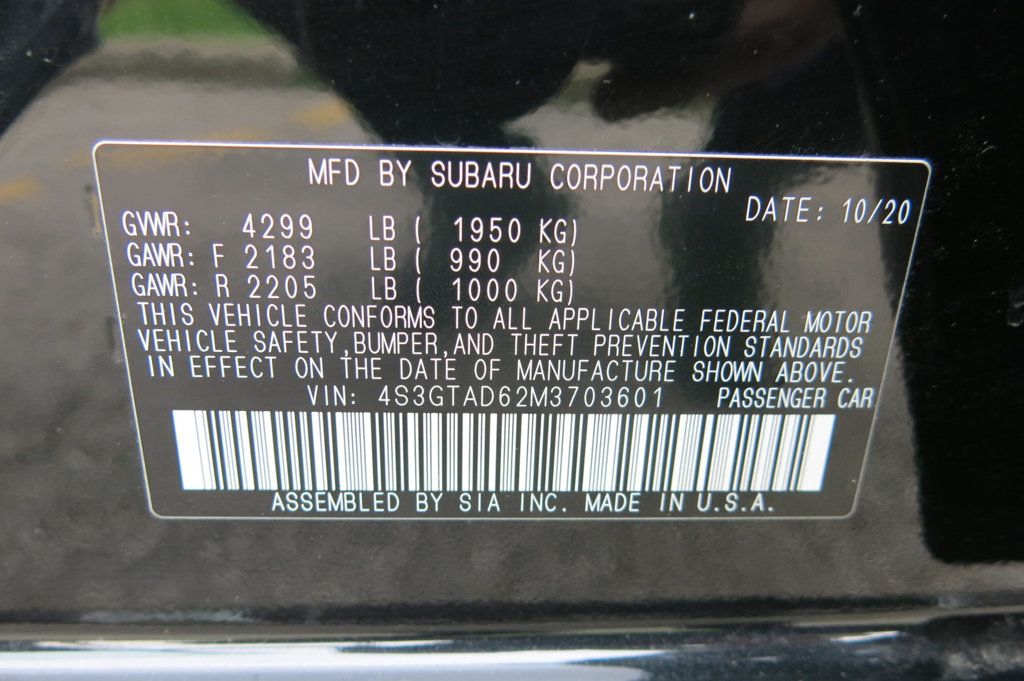 MFD BY SUBARU CORPORATION
DATE: 10/20
GVWR: 4299 LB ( 1950 KG)
GAWR: F 2183 LB ( 990 KG)
GAWR: R 2205 LB ( 1000 KG)
THIS VEHICLE CONFORMS TO ALL APPLICABLE FEDERAL MOTOR
VEHICLE SAFETY,BUMPER,AND THEFT PREVENTION STANDARDS
IN EFFECT ON THE DATE OF MANUFACTURE SHOWN ABOVE.
VIN: 4S3GTAD62M3703601 PASSENGER CAR
ASSEMBLED BY SIA INC. MADE IN U.S.A.